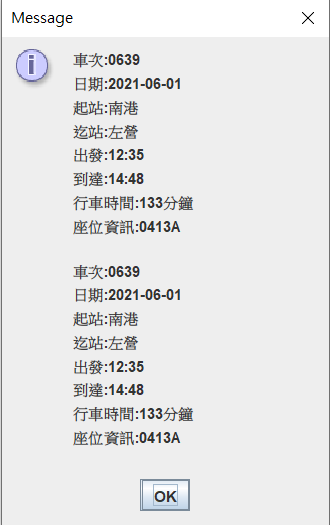 Message
車次:0639
日期:2021-06-01
起站:南港
迄站:左營
出發:12:35
到達:14:48
行車時間:133分鐘
座位資訊:0413A
車次:0639
日期:2021-06-01
起站:南港
迄站:左營
出發:12:35
到達:14:48
行車時間:133分鐘
座位資訊:0413A
OK